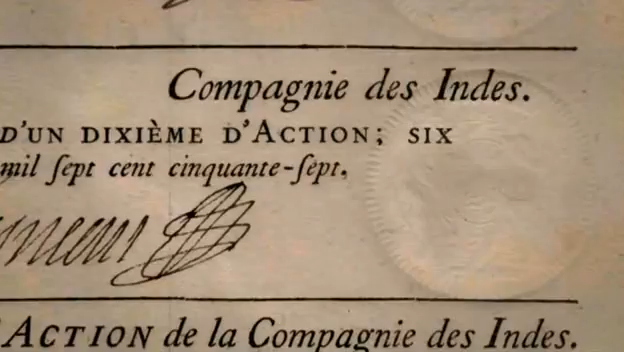 Compagnie des Indes.
D'UN DIXIÈME D'ACTION; SIX
mil ſept cent cinquante-ſept.
ACTION de la Compagnie des Indes.